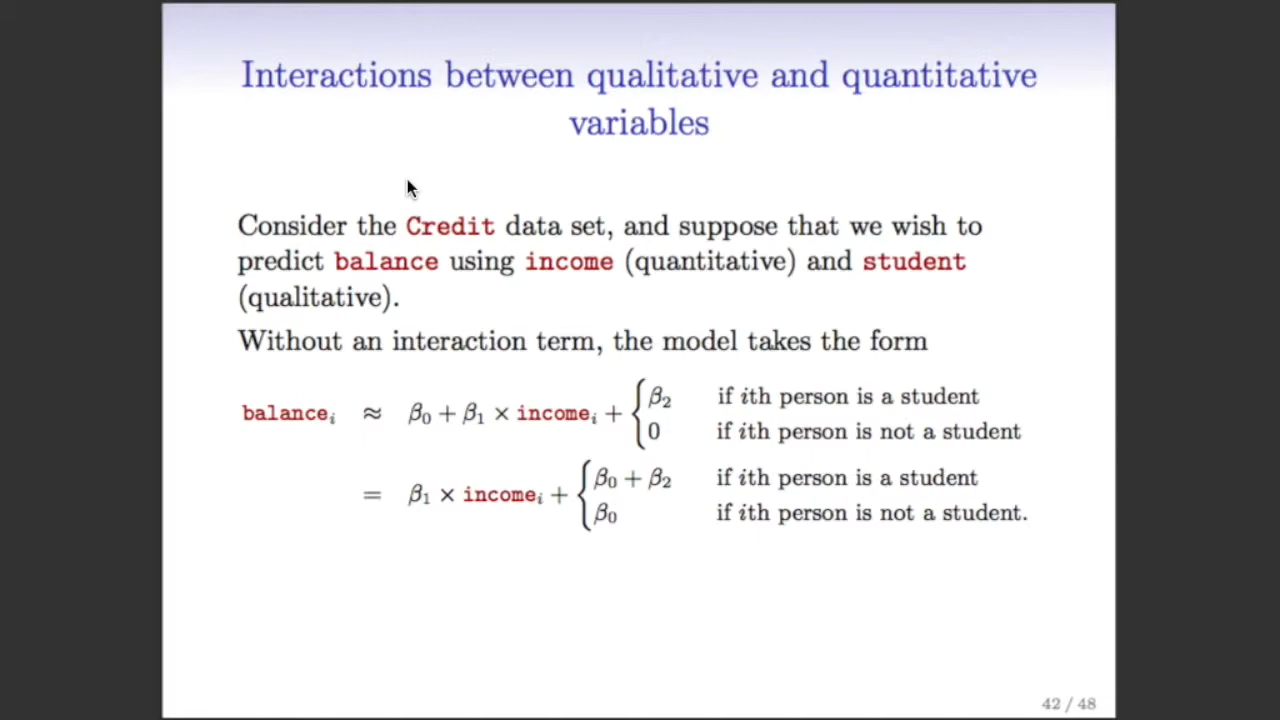 Interactions between qualitative and quantitative
variables
Consider the Credit data set, and suppose that we wish to
predict balance using income (quantitative) and student
(qualitative).
Without an interaction term, the model takes the form
balanceᵢ ≈ β₀ + β₁ × incomeᵢ + { β₂ if ith person is a student
0 if ith person is not a student
= β₁ × incomeᵢ + { β₀ + β₂ if ith person is a student
β₀ if ith person is not a student.
42 / 48